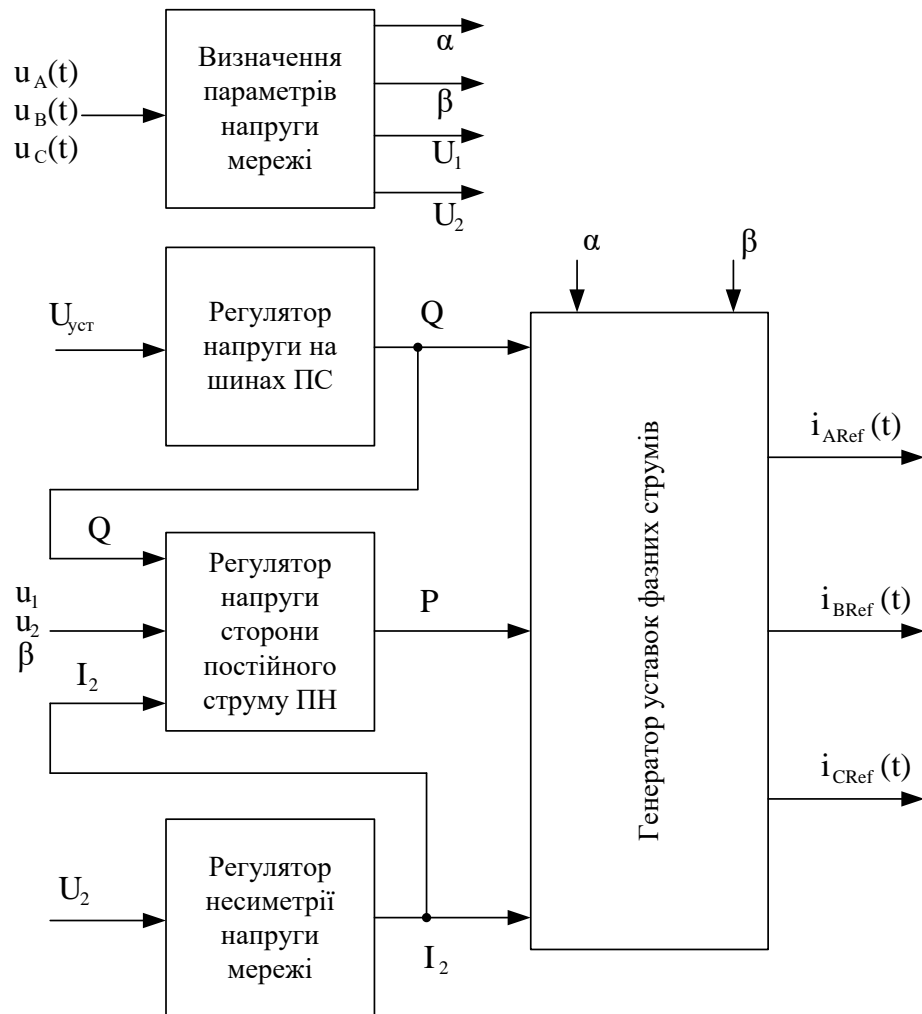 u_A(t)
u_B(t)
u_C(t)
Визначення
параметрів
напруги
мережі
α
β
U_1
U_2
U_уст
Регулятор
напруги на
шинах ПС
Q
α
β
Q
u_1
u_2
β
I_2
Регулятор
напруги
сторони
постійного
струму ПН
P
Генератор уставок фазних струмів
i_ARef (t)
i_BRef (t)
i_CRef (t)
U_2
Регулятор
несиметрії
напруги
мережі
I_2